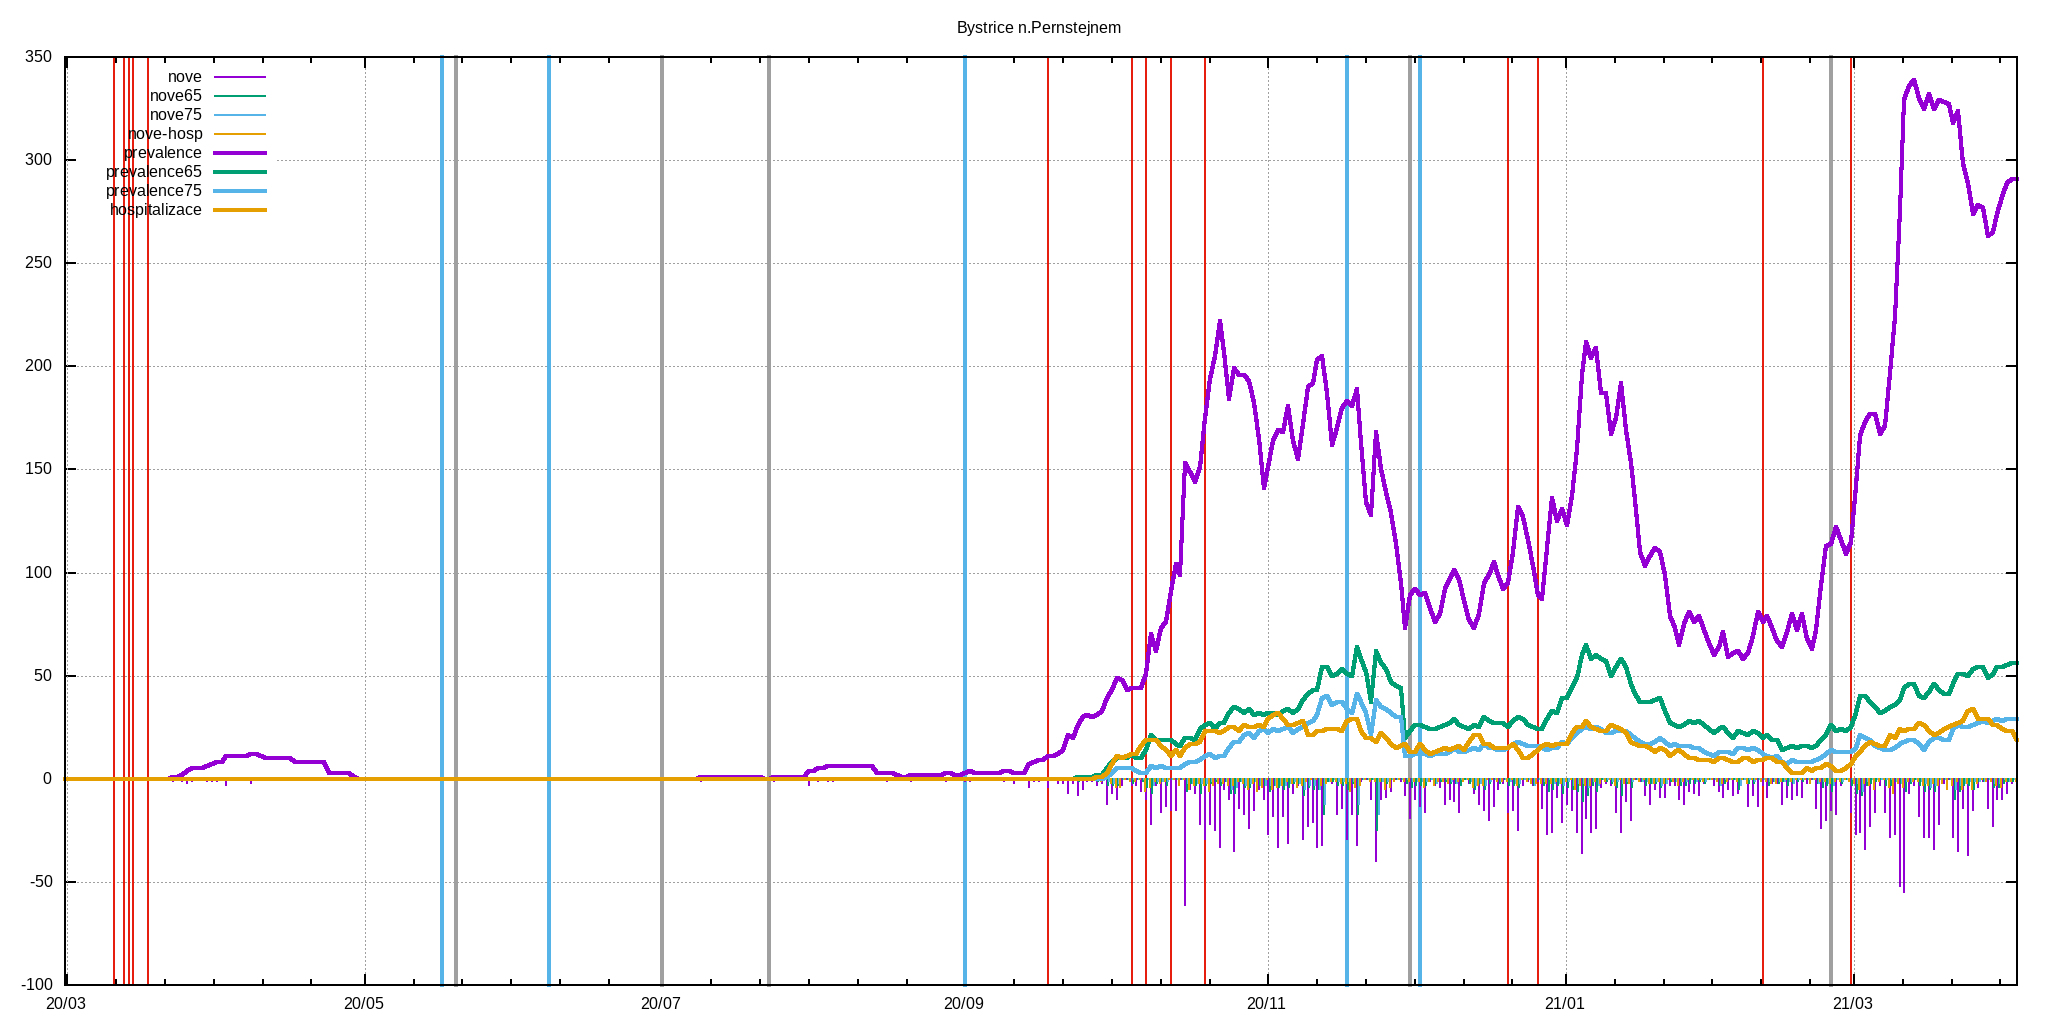 Bystrice n.Pernstejnem
350
300
250
200
150
100
50
0
-50
-100
nove
nove65
nove75
nove-hosp
prevalence
prevalence65
prevalence75
hospitalizace
20/03 20/05 20/07 20/09 20/11 21/01 21/03